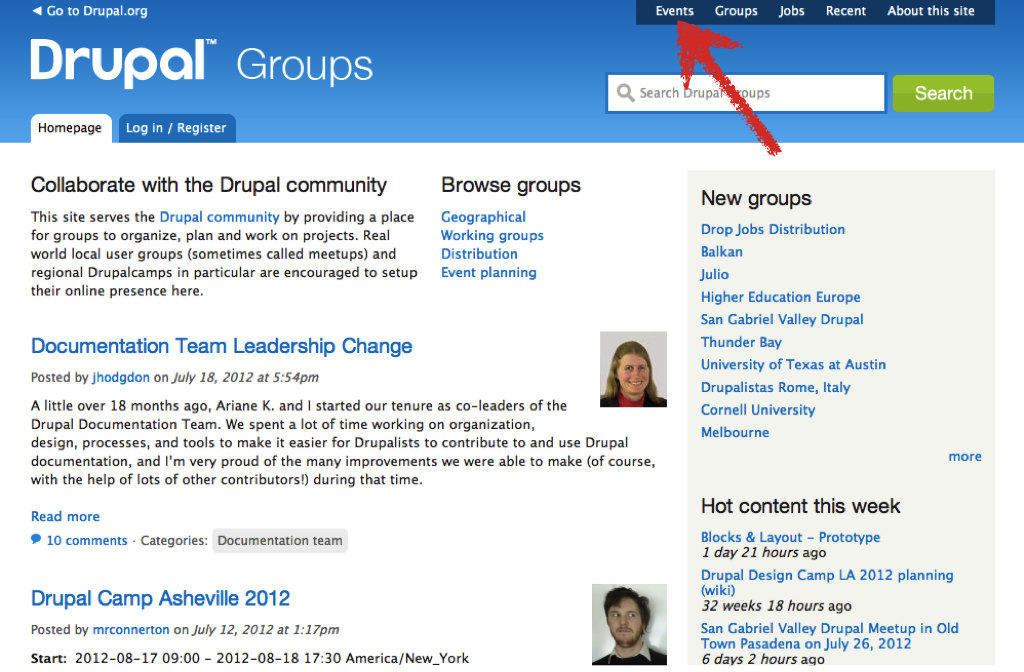 ◀ Go to Drupal.org
Events Groups Jobs Recent About this site
Drupal™ Groups
Search Drupal Groups
Search
Homepage
Log in / Register
Collaborate with the Drupal community
This site serves the Drupal community by providing a place
for groups to organize, plan and work on projects. Real
world local user groups (sometimes called meetups) and
regional Drupalcamps in particular are encouraged to setup
their online presence here.
Browse groups
Geographical
Working groups
Distribution
Event planning
Documentation Team Leadership Change
Posted by jhodgdon on July 18, 2012 at 5:54pm
A little over 18 months ago, Ariane K. and I started our tenure as co-leaders of the
Drupal Documentation Team. We spent a lot of time working on organization,
design, processes, and tools to make it easier for Drupalists to contribute to and use Drupal
documentation, and I'm very proud of the many improvements we were able to make (of course,
with the help of lots of other contributors!) during that time.
Read more
10 comments · Categories: Documentation team
Drupal Camp Asheville 2012
Posted by mrconnerton on July 12, 2012 at 1:17pm
Start: 2012-08-17 09:00 - 2012-08-18 17:30 America/New_York
New groups
Drop Jobs Distribution
Balkan
Julio
Higher Education Europe
San Gabriel Valley Drupal
Thunder Bay
University of Texas at Austin
Drupalistas Rome, Italy
Cornell University
Melbourne
more
Hot content this week
Blocks & Layout – Prototype
1 day 21 hours ago
Drupal Design Camp LA 2012 planning
(wiki)
32 weeks 18 hours ago
San Gabriel Valley Drupal Meetup in Old
Town Pasadena on July 26, 2012
6 days 2 hours ago